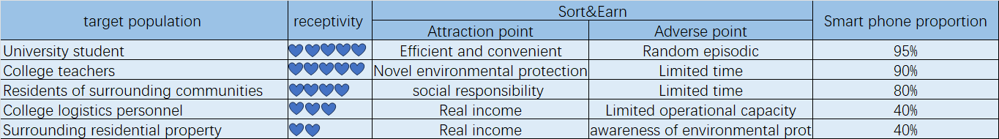 target population receptivity Sort&Earn Smart phone proportion
Attraction point Adverse point
University student Efficient and convenient Random episodic 95%
College teachers Novel environmental protection Limited time 90%
Residents of surrounding communities social responsibility Limited time 80%
College logistics personnel Real income Limited operational capacity 40%
Surrounding residential property Real income awareness of environmental prot 40%